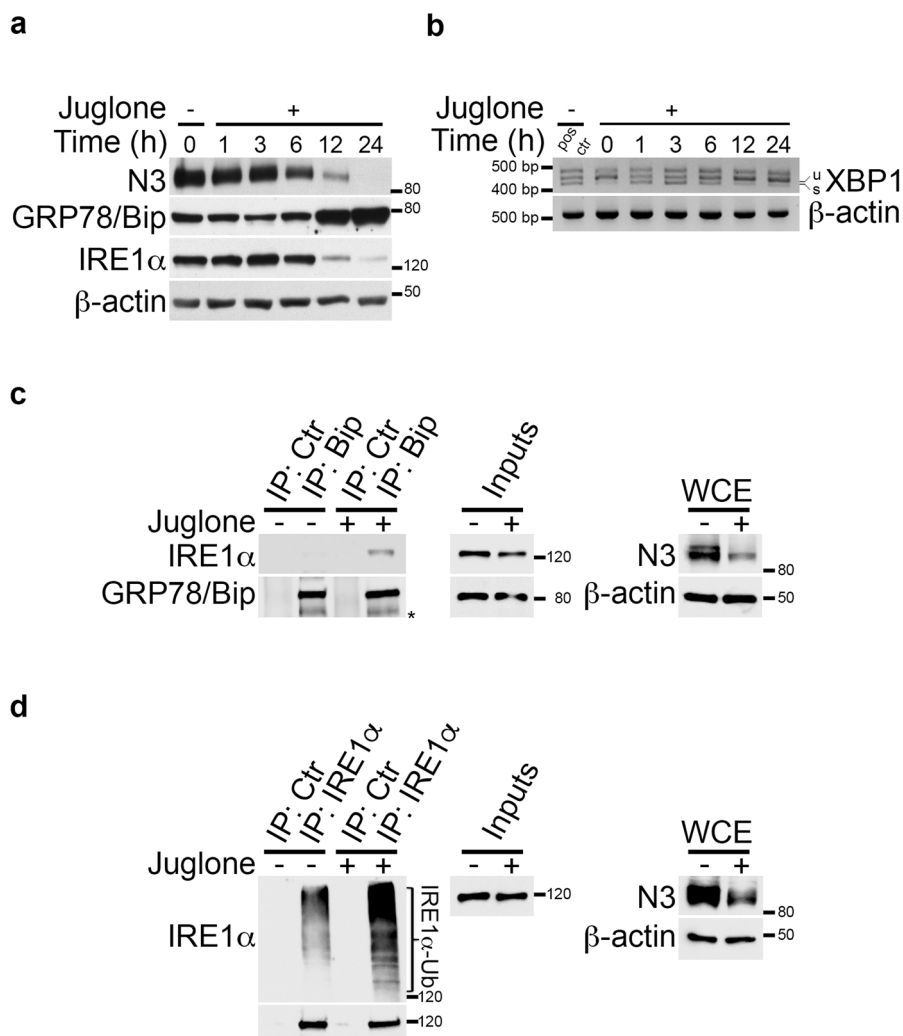 a
Juglone - +
Time (h) 0 1 3 6 12 24
N3 80
GRP78/Bip 80
IRE1α 120
β-actin 50
b
Juglone - +
Time (h) pos ctr 0 1 3 6 12 24
500 bp
400 bp
u
s
XBP1
500 bp β-actin
c
IP: Ctr IP: Bip IP: Ctr IP: Bip
Juglone - - + +
IRE1α
GRP78/Bip *
Inputs
- +
120
80
WCE
- +
N3 80
β-actin 50
d
IP: Ctr IP: IRE1α IP: Ctr IP: IRE1α
Juglone - - + +
IRE1α
IRE1α-Ub
120
120
Inputs
- +
120
WCE
- +
N3 80
β-actin 50